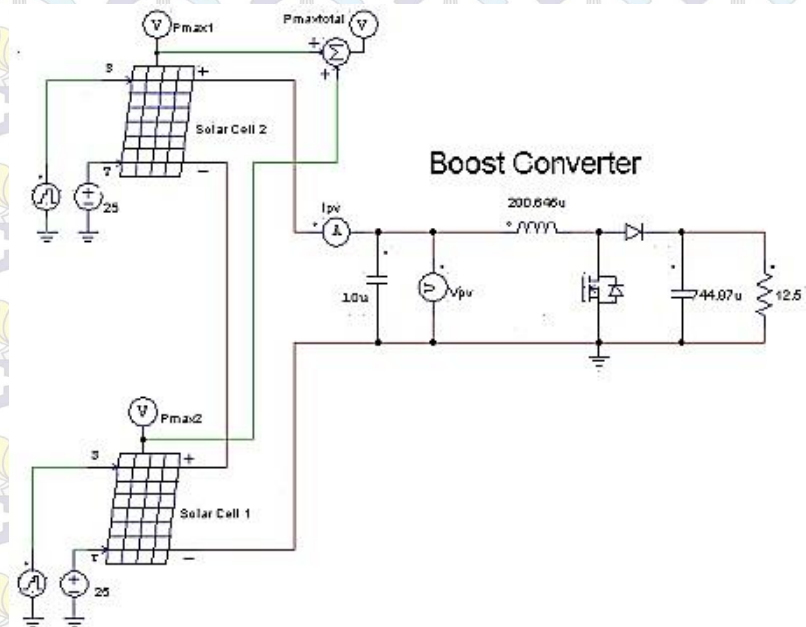 Pmax1
Pmaxtotal
V
V
S
+
+
+
Σ
Solar Cell 2
T
-
25
Boost Converter
Ipv
A
200.646u
10u
V
Vpv
744.07u
12.5
V
Pmax2
S
+
Solar Cell 1
T
-
25